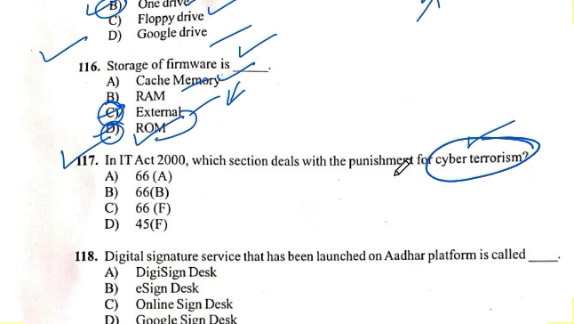 B) One drive
C) Floppy drive
D) Google drive
116. Storage of firmware is _____.
A) Cache Memory
B) RAM
C) External
D) ROM
117. In IT Act 2000, which section deals with the punishment for cyber terrorism?
A) 66 (A)
B) 66(B)
C) 66 (F)
D) 45(F)
118. Digital signature service that has been launched on Aadhar platform is called _____.
A) DigiSign Desk
B) eSign Desk
C) Online Sign Desk
D) Google Sign Desk